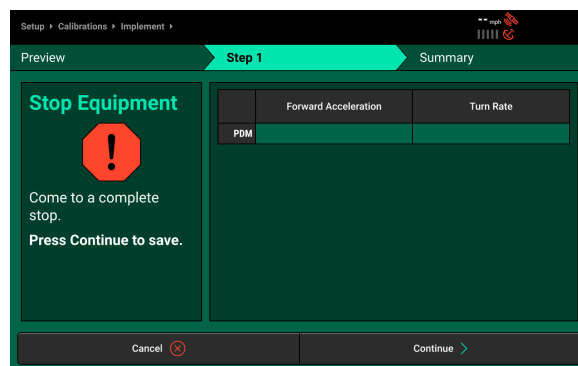 Setup ▸ Calibrations ▸ Implement ▸
-- mph
Preview
Step 1
Summary
Stop Equipment
!
Come to a complete
stop.
Press Continue to save.
Forward Acceleration
Turn Rate
PDM
Cancel
Continue